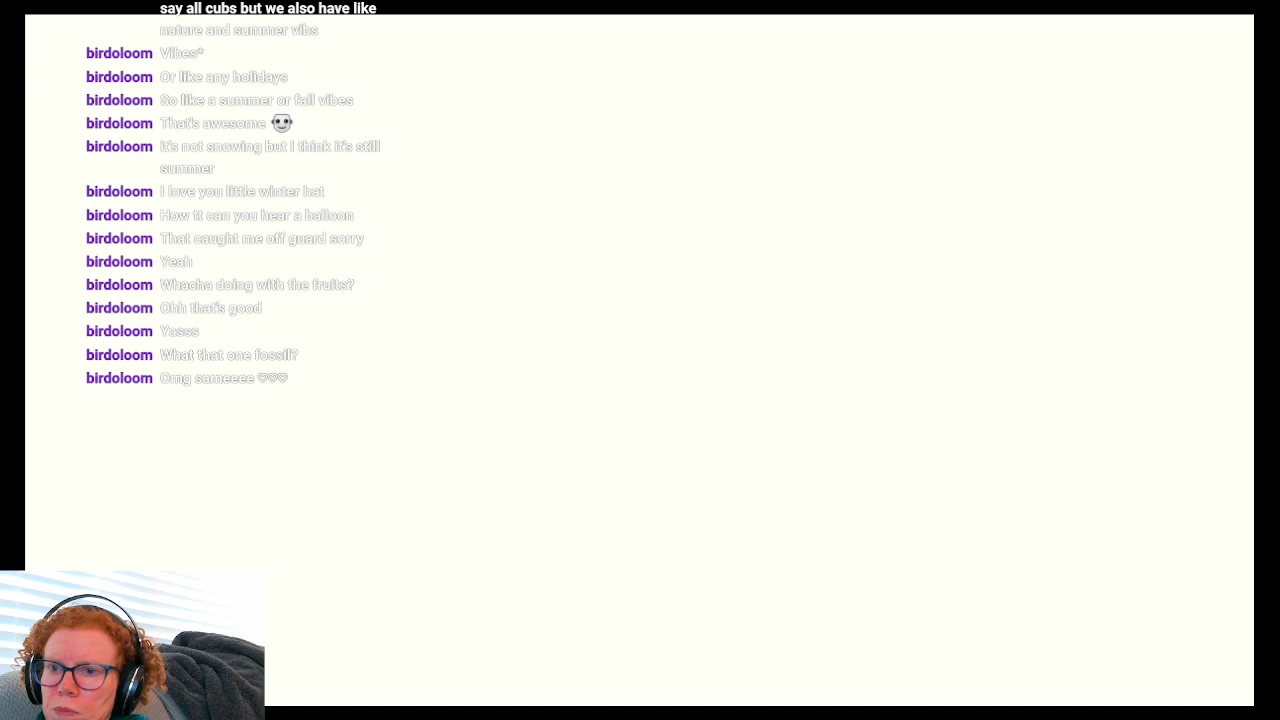 say all cubs but we also have like
nature and summer vibs
birdoloom Vibes*
birdoloom Or like any holidays
birdoloom So like a summer or fall vibes
birdoloom That's awesome
birdoloom It's not snowing but I think it's still
summer
birdoloom I love you little winter hat
birdoloom How tt can you hear a balloon
birdoloom That caught me off guard sorry
birdoloom Yeah
birdoloom Whacha doing with the fruits?
birdoloom Ohh that's good
birdoloom Yasss
birdoloom What that one fossil?
birdoloom Omg sameeee ♡♡♡